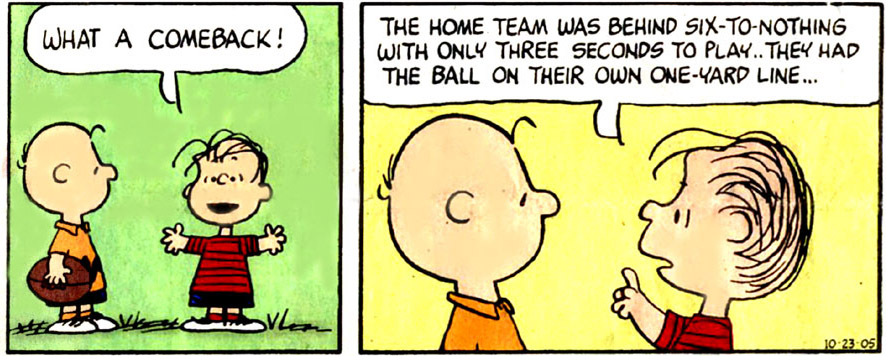 WHAT A COMEBACK!
THE HOME TEAM WAS BEHIND SIX-TO-NOTHING
WITH ONLY THREE SECONDS TO PLAY..THEY HAD
THE BALL ON THEIR OWN ONE-YARD LINE...
10-23-05